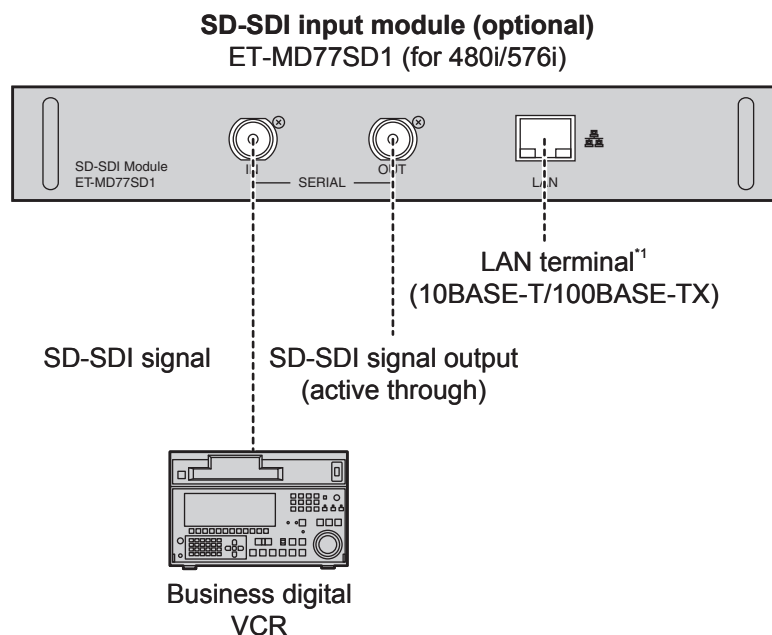 SD-SDI input module (optional)
ET-MD77SD1 (for 480i/576i)
SD-SDI Module
ET-MD77SD1
IN
SERIAL
OUT
LAN
LAN terminal*1
(10BASE-T/100BASE-TX)
SD-SDI signal
SD-SDI signal output
(active through)
Business digital
VCR